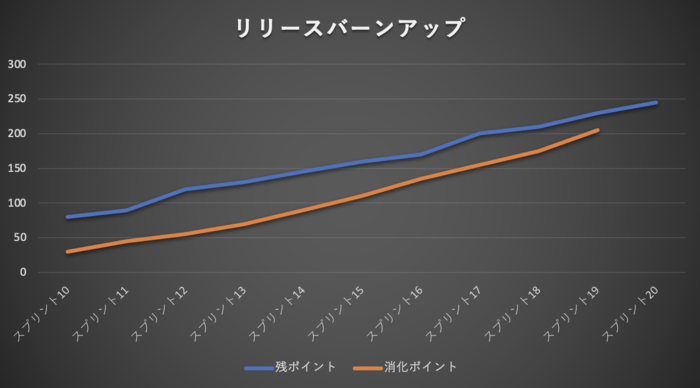 リリースバーンアップ
300
250
200
150
100
50
0
スプリント10
スプリント11
スプリント12
スプリント13
スプリント14
スプリント15
スプリント16
スプリント17
スプリント18
スプリント19
スプリント20
残ポイント 消化ポイント